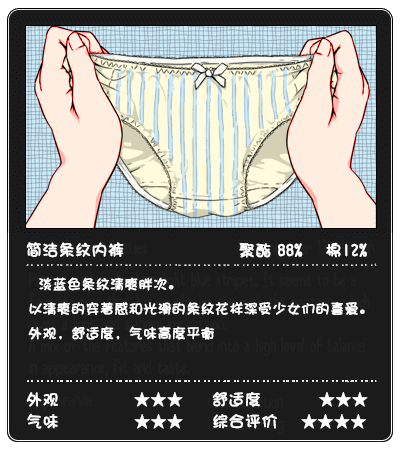 简洁条纹内裤 聚酯 88% 棉12%
淡蓝色条纹清爽胖次。
以清爽的穿著感和光滑的条纹花样深受少女们的喜爱。
外观，舒适度，气味高度平衡
外观 ★★★ 舒适度 ★★★
气味 ★★★ 综合评价 ★★★★